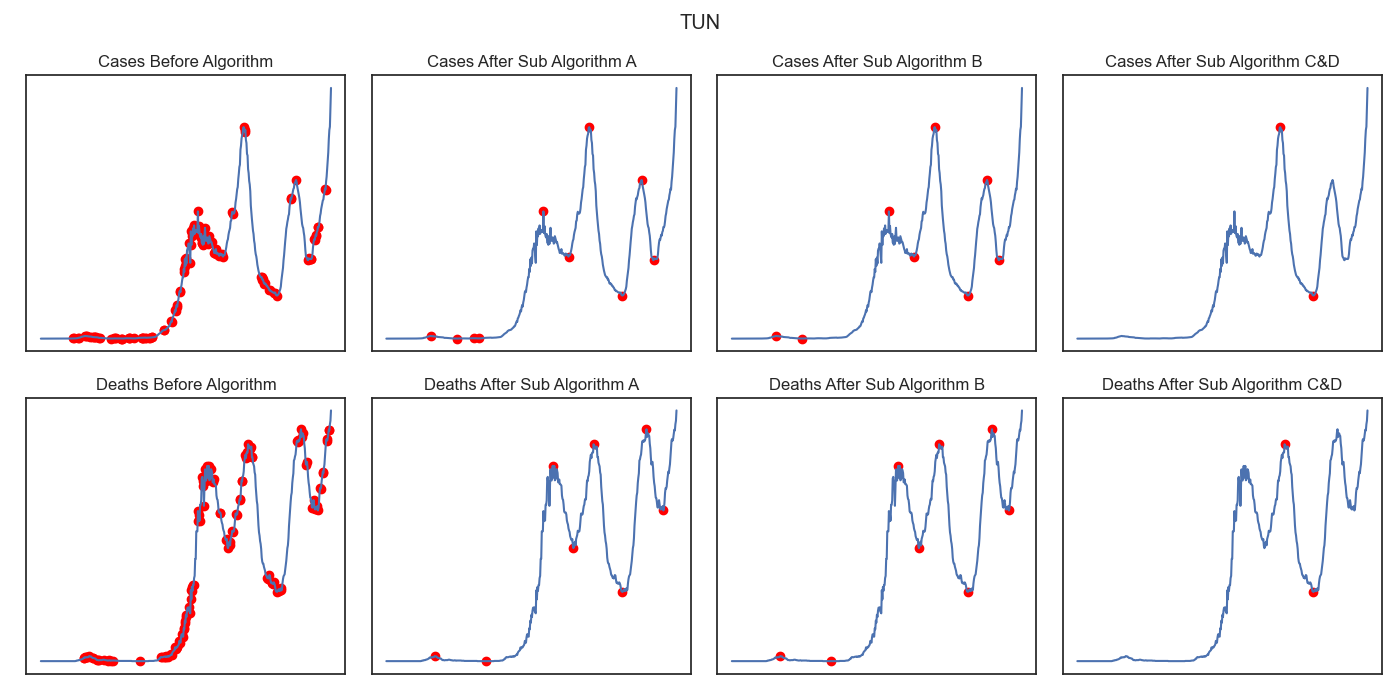 TUN
Cases Before Algorithm
Cases After Sub Algorithm A
Cases After Sub Algorithm B
Cases After Sub Algorithm C&D
Deaths Before Algorithm
Deaths After Sub Algorithm A
Deaths After Sub Algorithm B
Deaths After Sub Algorithm C&D